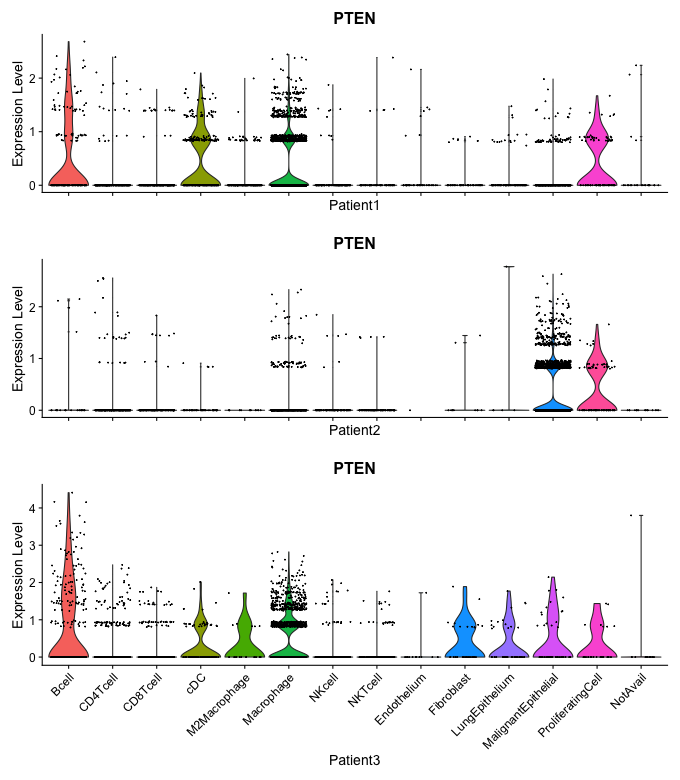 PTEN
Expression Level
2
1
0
Patient1
PTEN
Expression Level
2
1
0
Patient2
PTEN
Expression Level
4
3
2
1
0
Bcell
CD4Tcell
CD8Tcell
cDC
M2Macrophage
Macrophage
NKcell
NKTcell
Endothelium
Fibroblast
LungEpithelium
MalignantEpithelial
ProliferatingCell
NotAvail
Patient3